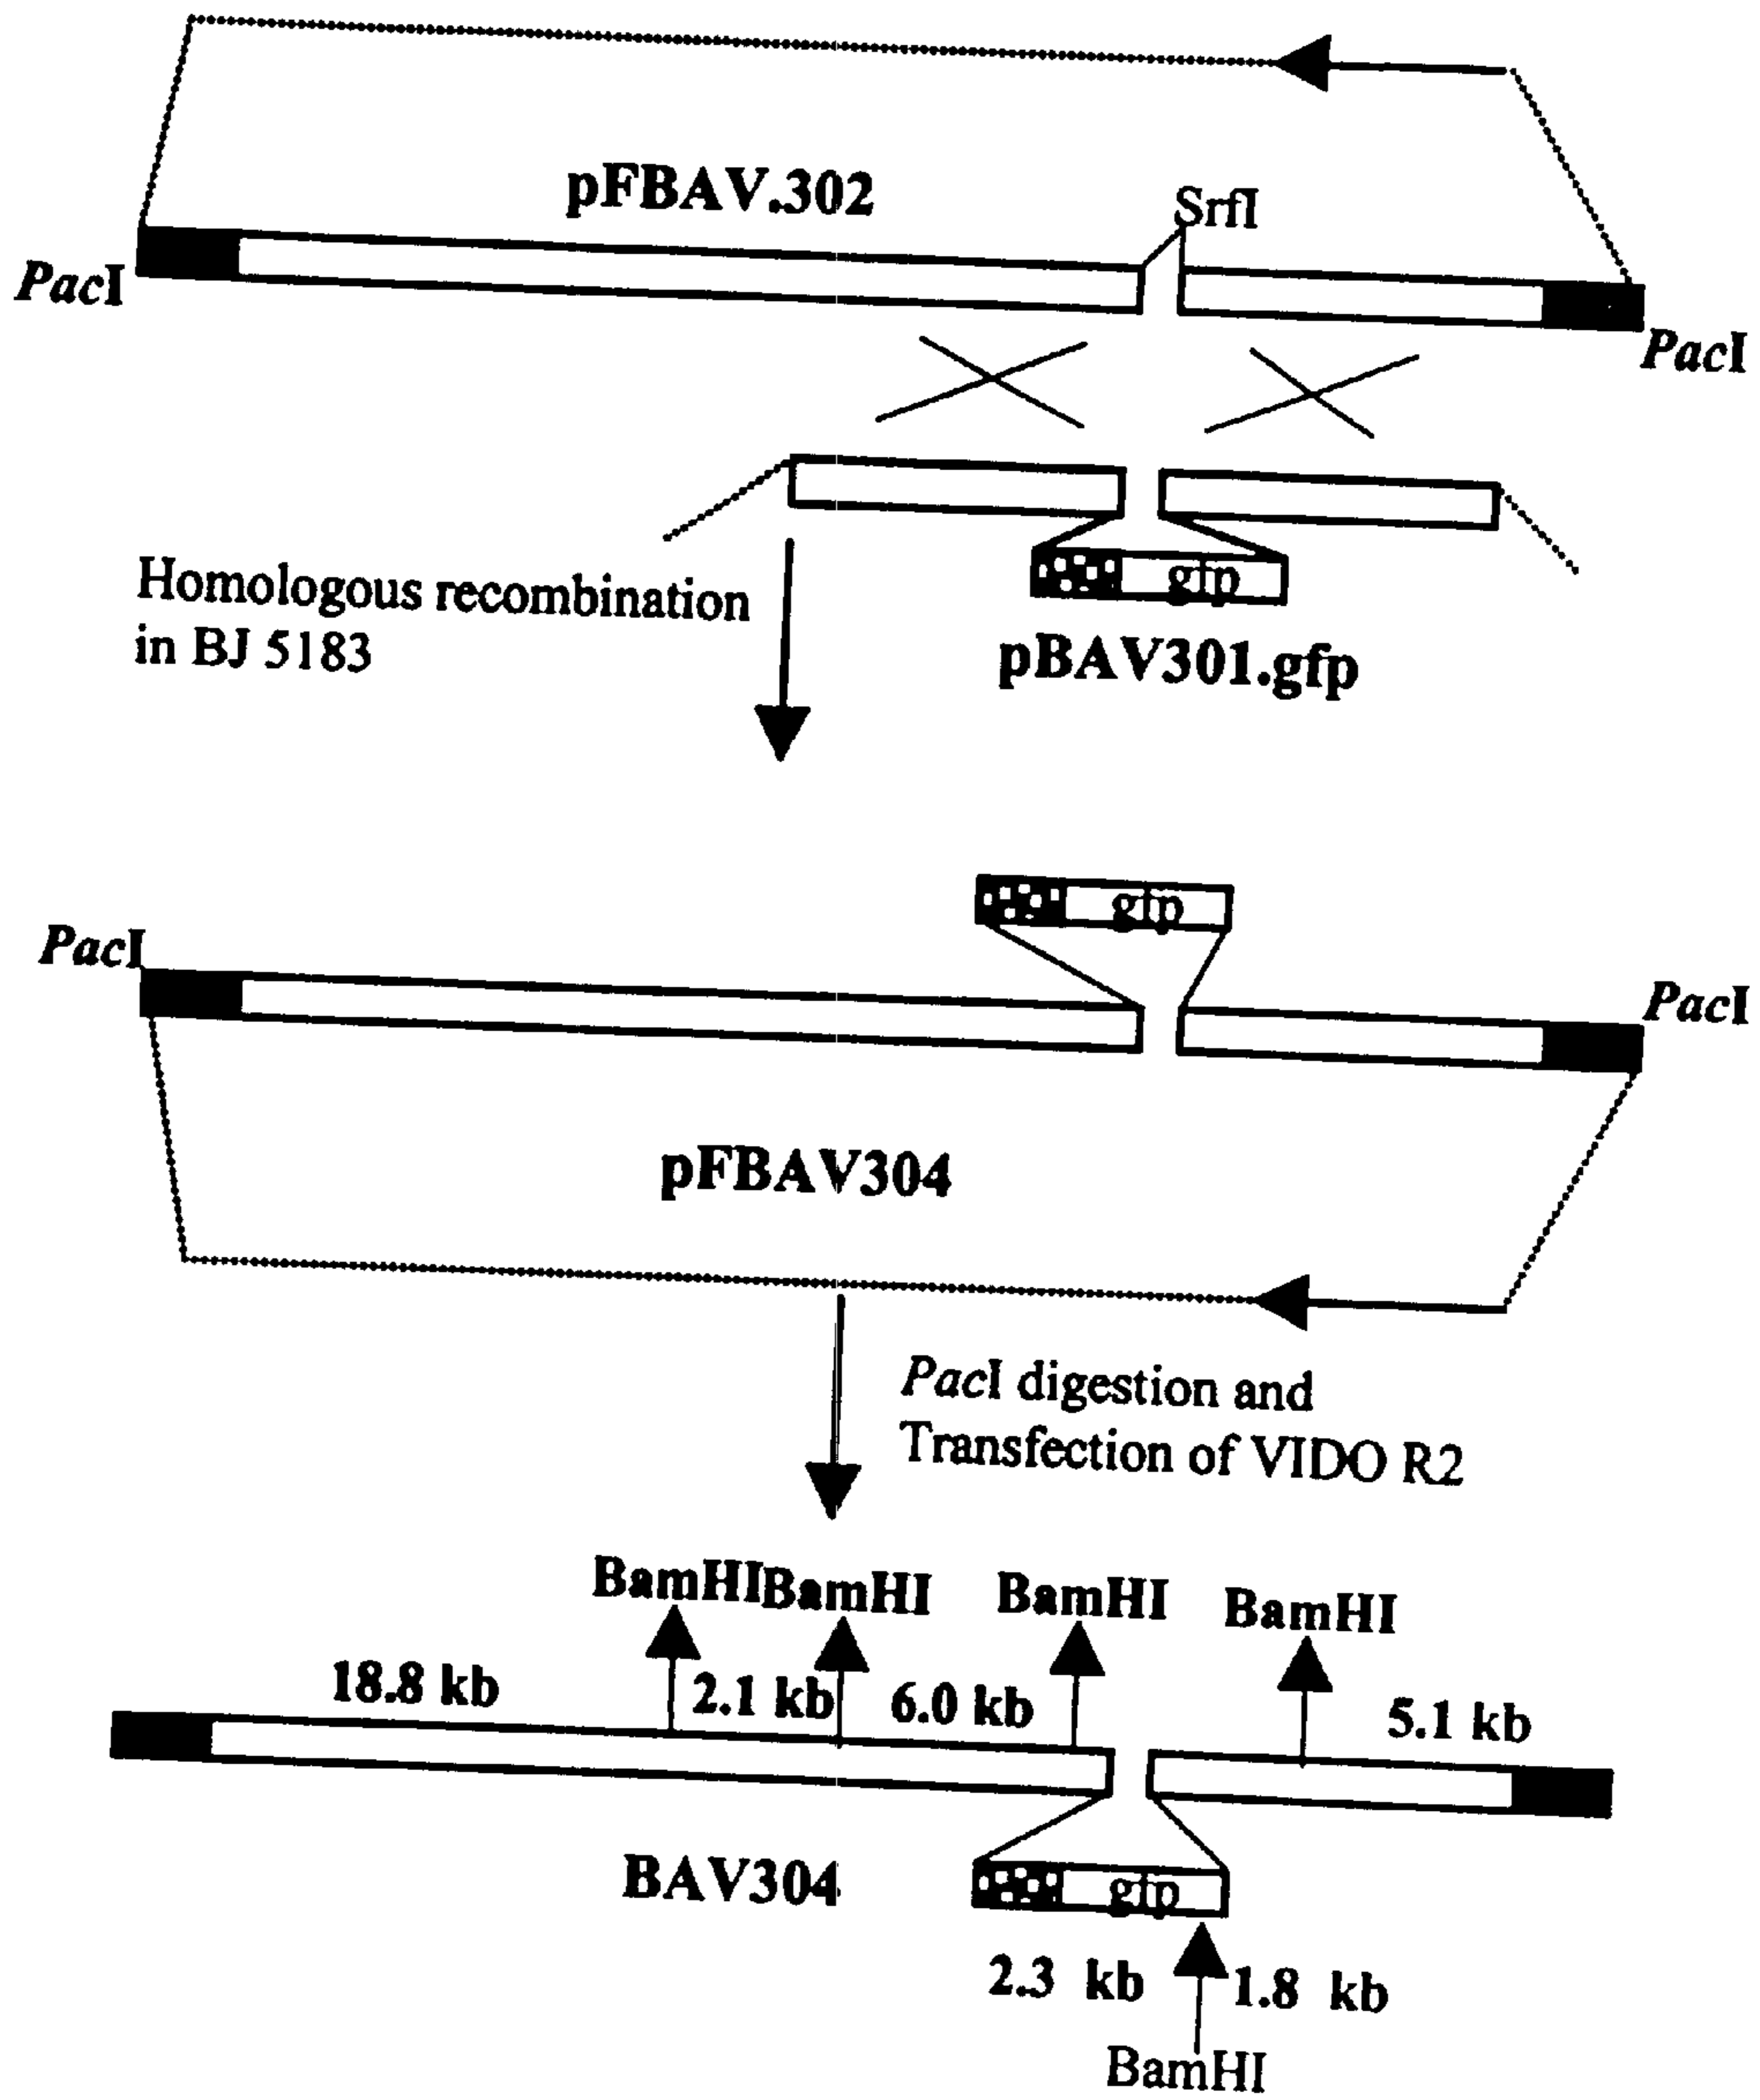 pFBAV.302
SrfI
PacI
PacI
gfp
Homologous recombination
in BJ 5183
pBAV301.gfp
gfp
PacI
PacI
pFBAV304
PacI digestion and
Transfection of VIDO R2
BamHI BamHI BamHI BamHI
18.8 kb 2.1 kb 6.0 kb 5.1 kb
BAV304
gfp
2.3 kb 1.8 kb
BamHI